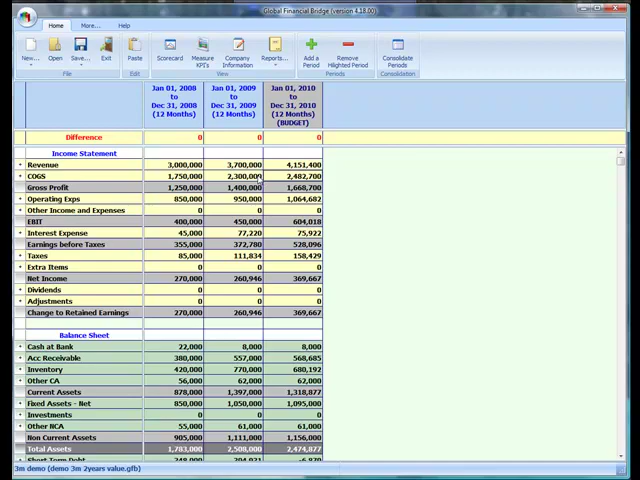 Global Financial Bridge (version 4.18.00)
Home More... Help
New... Open Save... Exit Paste Scorecard Measure KPI's Company Information Reports... Add a Period Remove Hilighted Period Consolidate Periods
File Edit View Periods Consolidation
Jan 01, 2008 Jan 01, 2009 Jan 01, 2010
to to to
Dec 31, 2008 Dec 31, 2009 Dec 31, 2010
(12 Months) (12 Months) (12 Months)
(BUDGET)
Difference 0 0 0
Income Statement
+ Revenue 3,000,000 3,700,000 4,151,400
+ COGS 1,750,000 2,300,000 2,482,700
Gross Profit 1,250,000 1,400,000 1,668,700
+ Operating Exps 850,000 950,000 1,064,682
+ Other Income and Expenses 0 0 0
EBIT 400,000 450,000 604,018
+ Interest Expense 45,000 77,220 75,922
Earnings before Taxes 355,000 372,780 528,096
+ Taxes 85,000 111,834 158,429
+ Extra Items 0 0 0
Net Income 270,000 260,946 369,667
+ Dividends 0 0 0
+ Adjustments 0 0 0
Change to Retained Earnings 270,000 260,946 369,667
Balance Sheet
+ Cash at Bank 22,000 8,000 8,000
+ Acc Receivable 380,000 557,000 568,685
+ Inventory 420,000 770,000 680,192
+ Other CA 56,000 62,000 62,000
Current Assets 878,000 1,397,000 1,318,877
+ Fixed Assets - Net 850,000 1,050,000 1,095,000
+ Investments 0 0 0
+ Other NCA 55,000 61,000 61,000
Non Current Assets 905,000 1,111,000 1,156,000
Total Assets 1,783,000 2,508,000 2,474,877
Short Term Debt
3m demo (demo 3m 2years value.gfb)